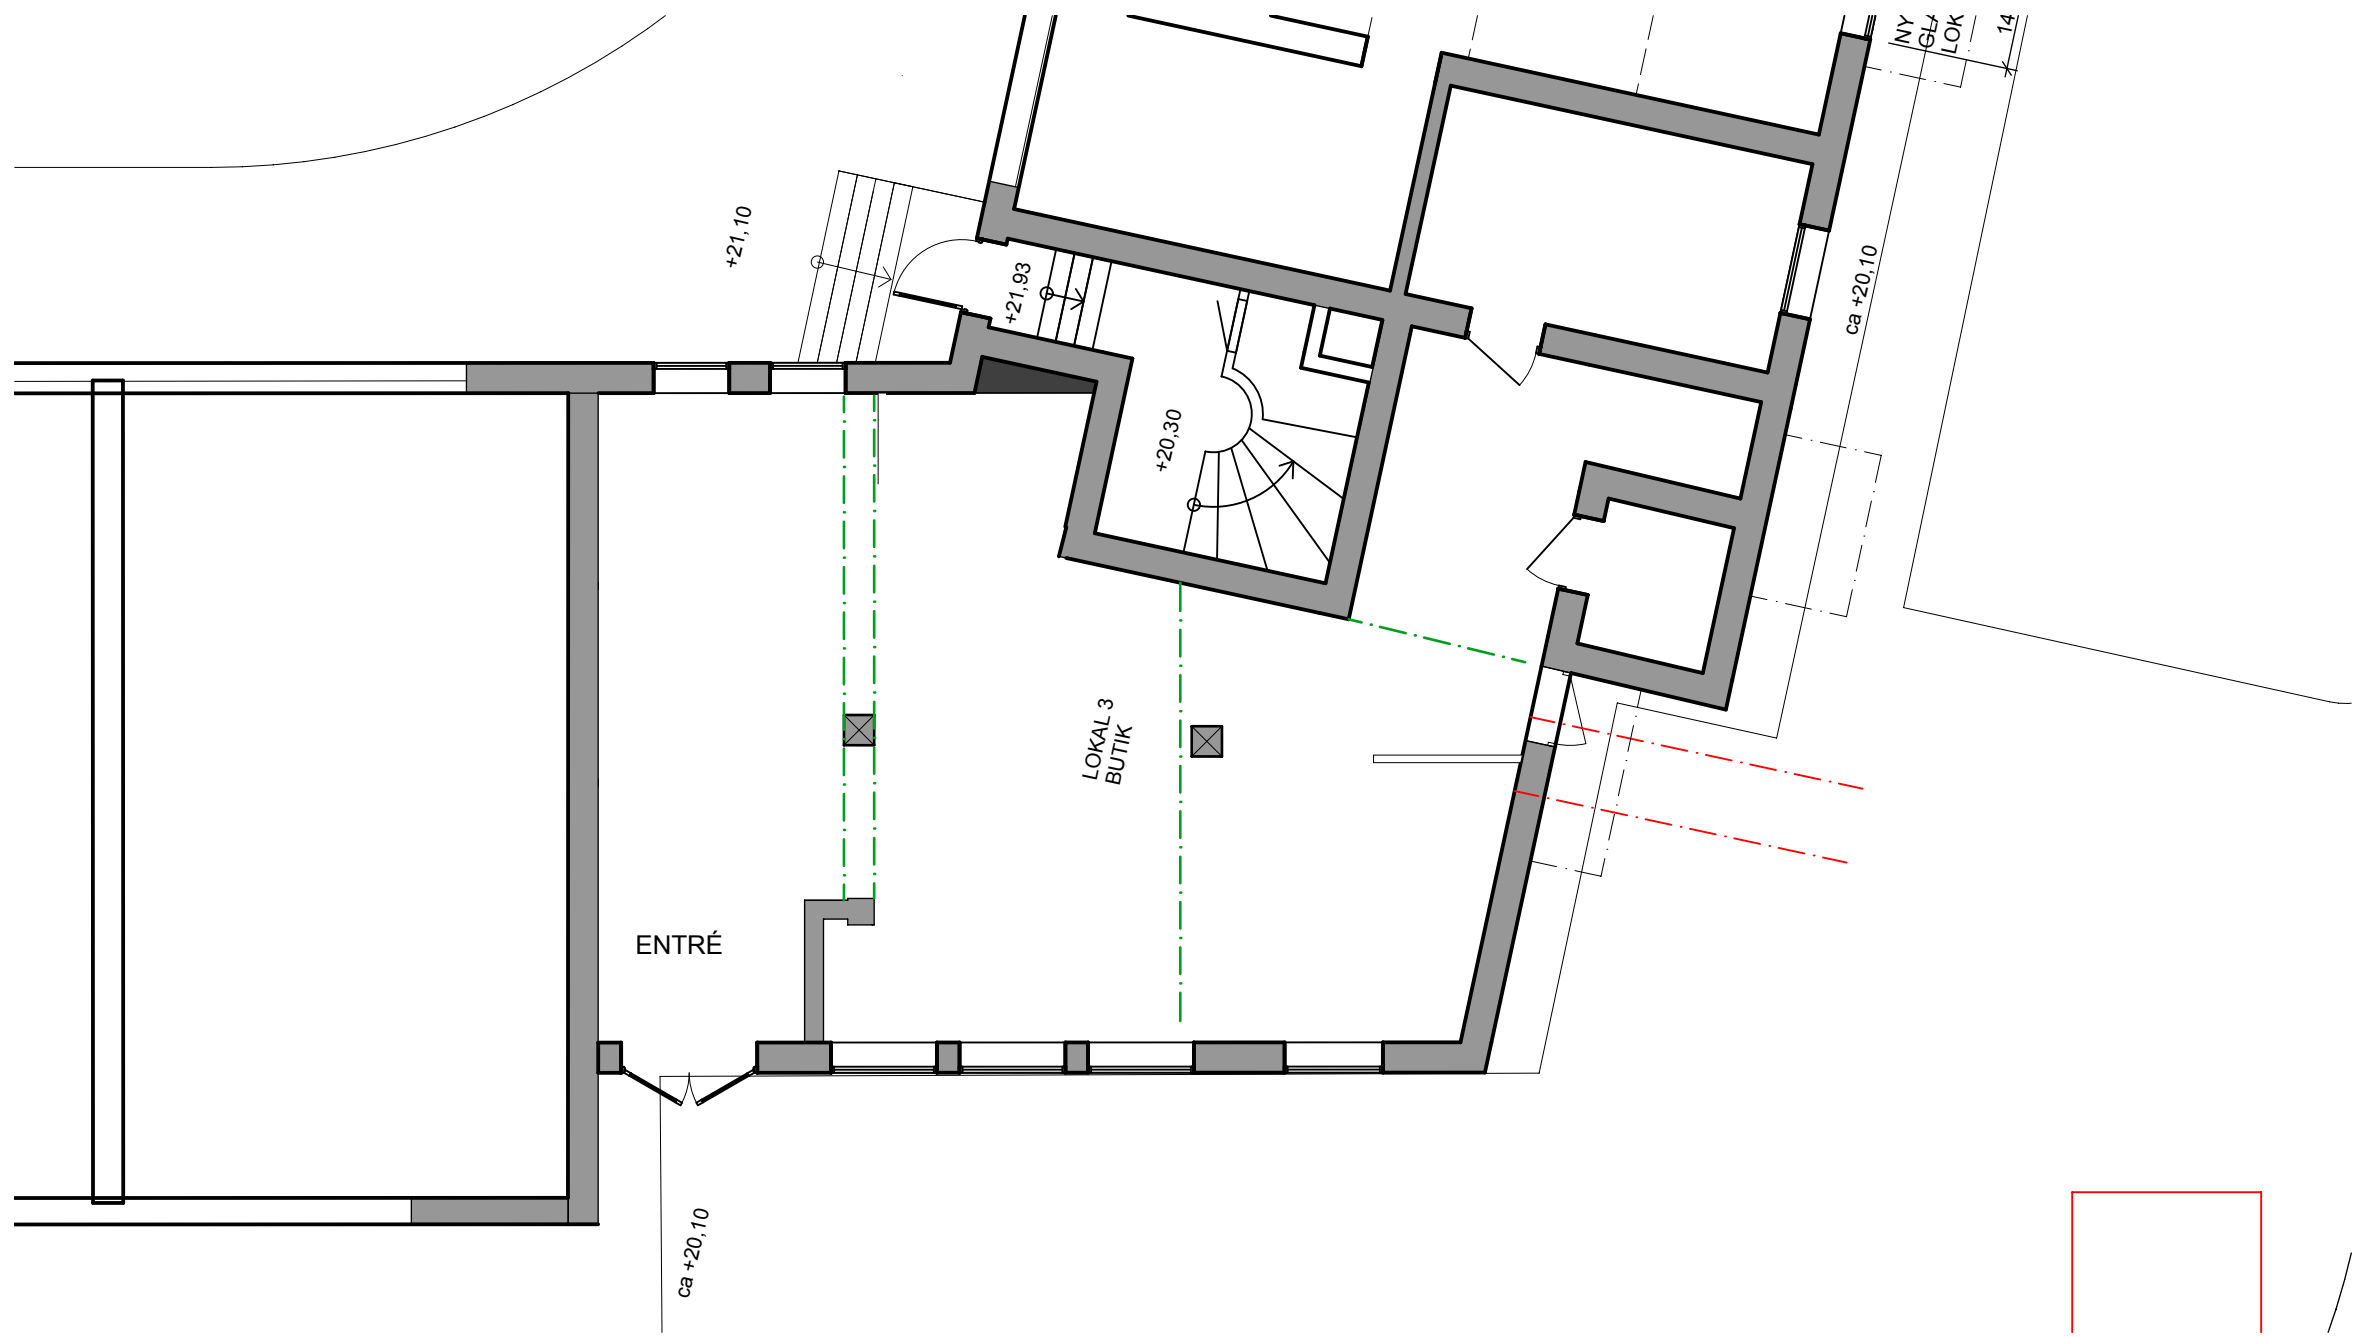 NY
LOK
14
+21,10
+21,93
ca +20,10
+20,30
LOKAL 3
BUTIK
ENTRÉ
ca +20,10